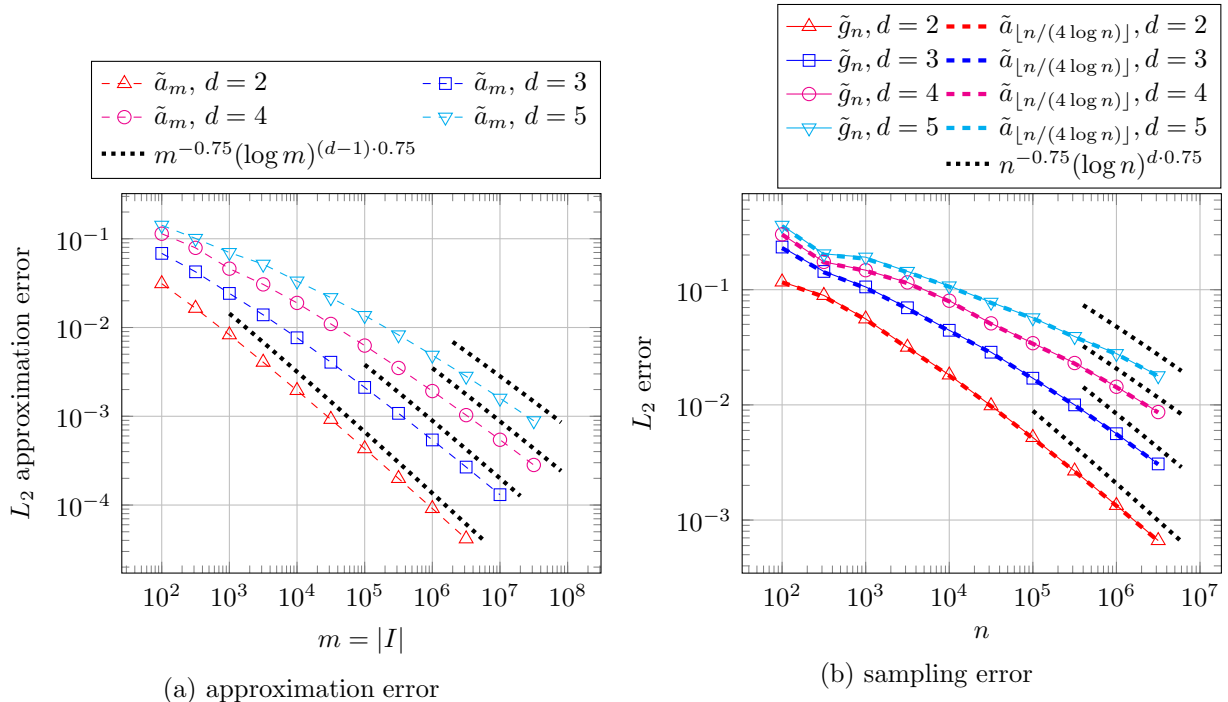 ã_m, d = 2
ã_m, d = 3
ã_m, d = 4
ã_m, d = 5
m^{-0.75}(log m)^{(d-1)·0.75}
10^{-1}
10^{-2}
10^{-3}
10^{-4}
L_2 approximation error
10^2 10^3 10^4 10^5 10^6 10^7 10^8
m = |I|
(a) approximation error
g̃_n, d = 2 ã_{⌊n/(4 log n)⌋}, d = 2
g̃_n, d = 3 ã_{⌊n/(4 log n)⌋}, d = 3
g̃_n, d = 4 ã_{⌊n/(4 log n)⌋}, d = 4
g̃_n, d = 5 ã_{⌊n/(4 log n)⌋}, d = 5
n^{-0.75}(log n)^{d·0.75}
10^{-1}
10^{-2}
10^{-3}
L_2 error
10^2 10^3 10^4 10^5 10^6 10^7
n
(b) sampling error